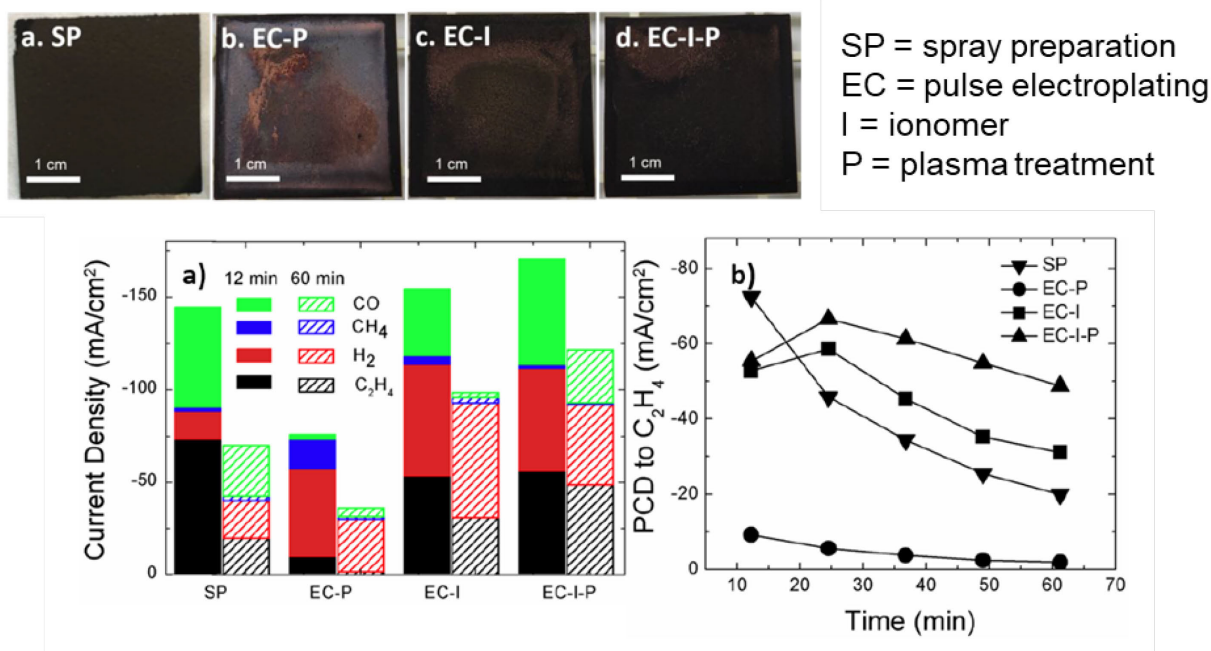 a. SP
b. EC-P
c. EC-I
d. EC-I-P
1 cm
1 cm
1 cm
1 cm
SP = spray preparation
EC = pulse electroplating
I = ionomer
P = plasma treatment
a)
12 min 60 min
CO
CH₄
H₂
C₂H₄
Current Density (mA/cm²)
-150
-100
-50
0
SP EC-P EC-I EC-I-P
b)
SP
EC-P
EC-I
EC-I-P
PCD to C₂H₄ (mA/cm²)
-80
-60
-40
-20
0
10 20 30 40 50 60 70
Time (min)